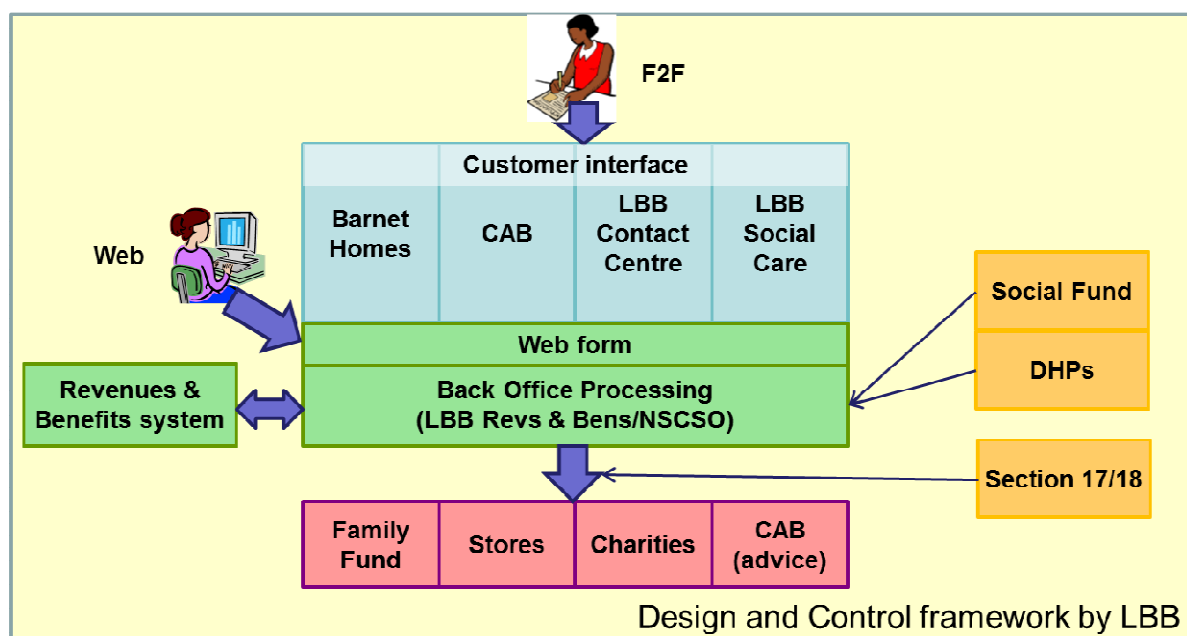 F2F
Customer interface
Barnet
Homes
CAB
LBB
Contact
Centre
LBB
Social
Care
Web
Social Fund
Web form
DHPs
Revenues &
Benefits system
Back Office Processing
(LBB Revs & Bens/NSCSO)
Section 17/18
Family
Fund
Stores
Charities
CAB
(advice)
Design and Control framework by LBB